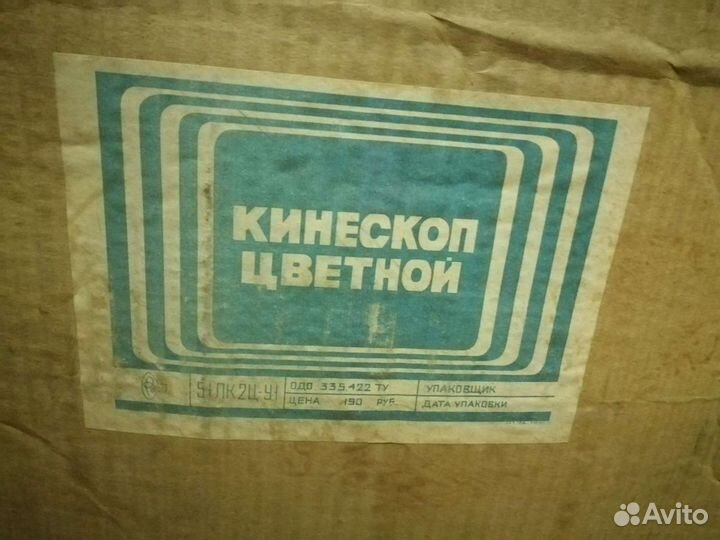 КИНЕСКОП
ЦВЕТНОЙ
51ЛК2Ц-У1
ОДО 335.422 ТУ
ЦЕНА 190 РУБ.
УПАКОВЩИК
ДАТА УПАКОВКИ
Avito